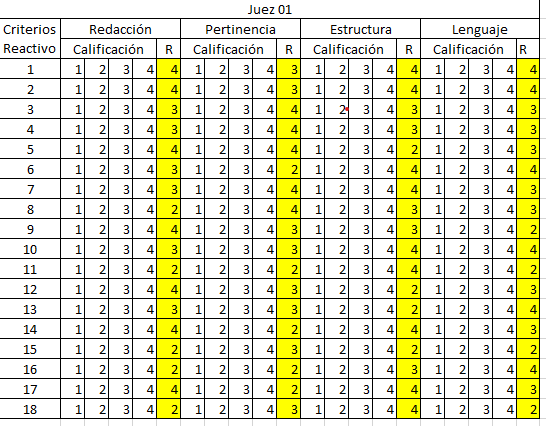 Juez 01
Criterios Redacción Pertinencia Estructura Lenguaje
Reactivo Calificación R Calificación R Calificación R Calificación R
1 1 2 3 4 4 1 2 3 4 3 1 2 3 4 4 1 2 3 4 4
2 1 2 3 4 4 1 2 3 4 3 1 2 3 4 4 1 2 3 4 4
3 1 2 3 4 3 1 2 3 4 4 1 2 3 4 3 1 2 3 4 3
4 1 2 3 4 3 1 2 3 4 4 1 2 3 4 3 1 2 3 4 3
5 1 2 3 4 4 1 2 3 4 4 1 2 3 4 2 1 2 3 4 3
6 1 2 3 4 3 1 2 3 4 2 1 2 3 4 4 1 2 3 4 4
7 1 2 3 4 3 1 2 3 4 4 1 2 3 4 4 1 2 3 4 3
8 1 2 3 4 2 1 2 3 4 4 1 2 3 4 3 1 2 3 4 3
9 1 2 3 4 4 1 2 3 4 3 1 2 3 4 3 1 2 3 4 2
10 1 2 3 4 3 1 2 3 4 3 1 2 3 4 4 1 2 3 4 4
11 1 2 3 4 2 1 2 3 4 2 1 2 3 4 4 1 2 3 4 2
12 1 2 3 4 4 1 2 3 4 3 1 2 3 4 2 1 2 3 4 3
13 1 2 3 4 3 1 2 3 4 3 1 2 3 4 2 1 2 3 4 4
14 1 2 3 4 4 1 2 3 4 2 1 2 3 4 4 1 2 3 4 3
15 1 2 3 4 2 1 2 3 4 3 1 2 3 4 2 1 2 3 4 2
16 1 2 3 4 2 1 2 3 4 2 1 2 3 4 3 1 2 3 4 4
17 1 2 3 4 4 1 2 3 4 2 1 2 3 4 4 1 2 3 4 3
18 1 2 3 4 2 1 2 3 4 3 1 2 3 4 4 1 2 3 4 2